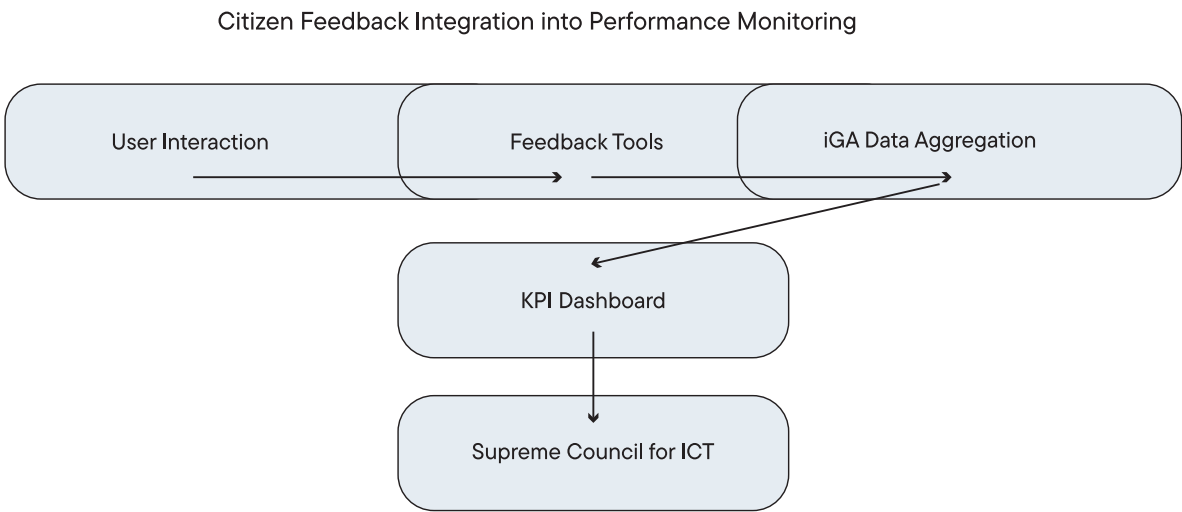 Citizen Feedback Integration into Performance Monitoring
User Interaction
Feedback Tools
iGA Data Aggregation
KPI Dashboard
Supreme Council for ICT